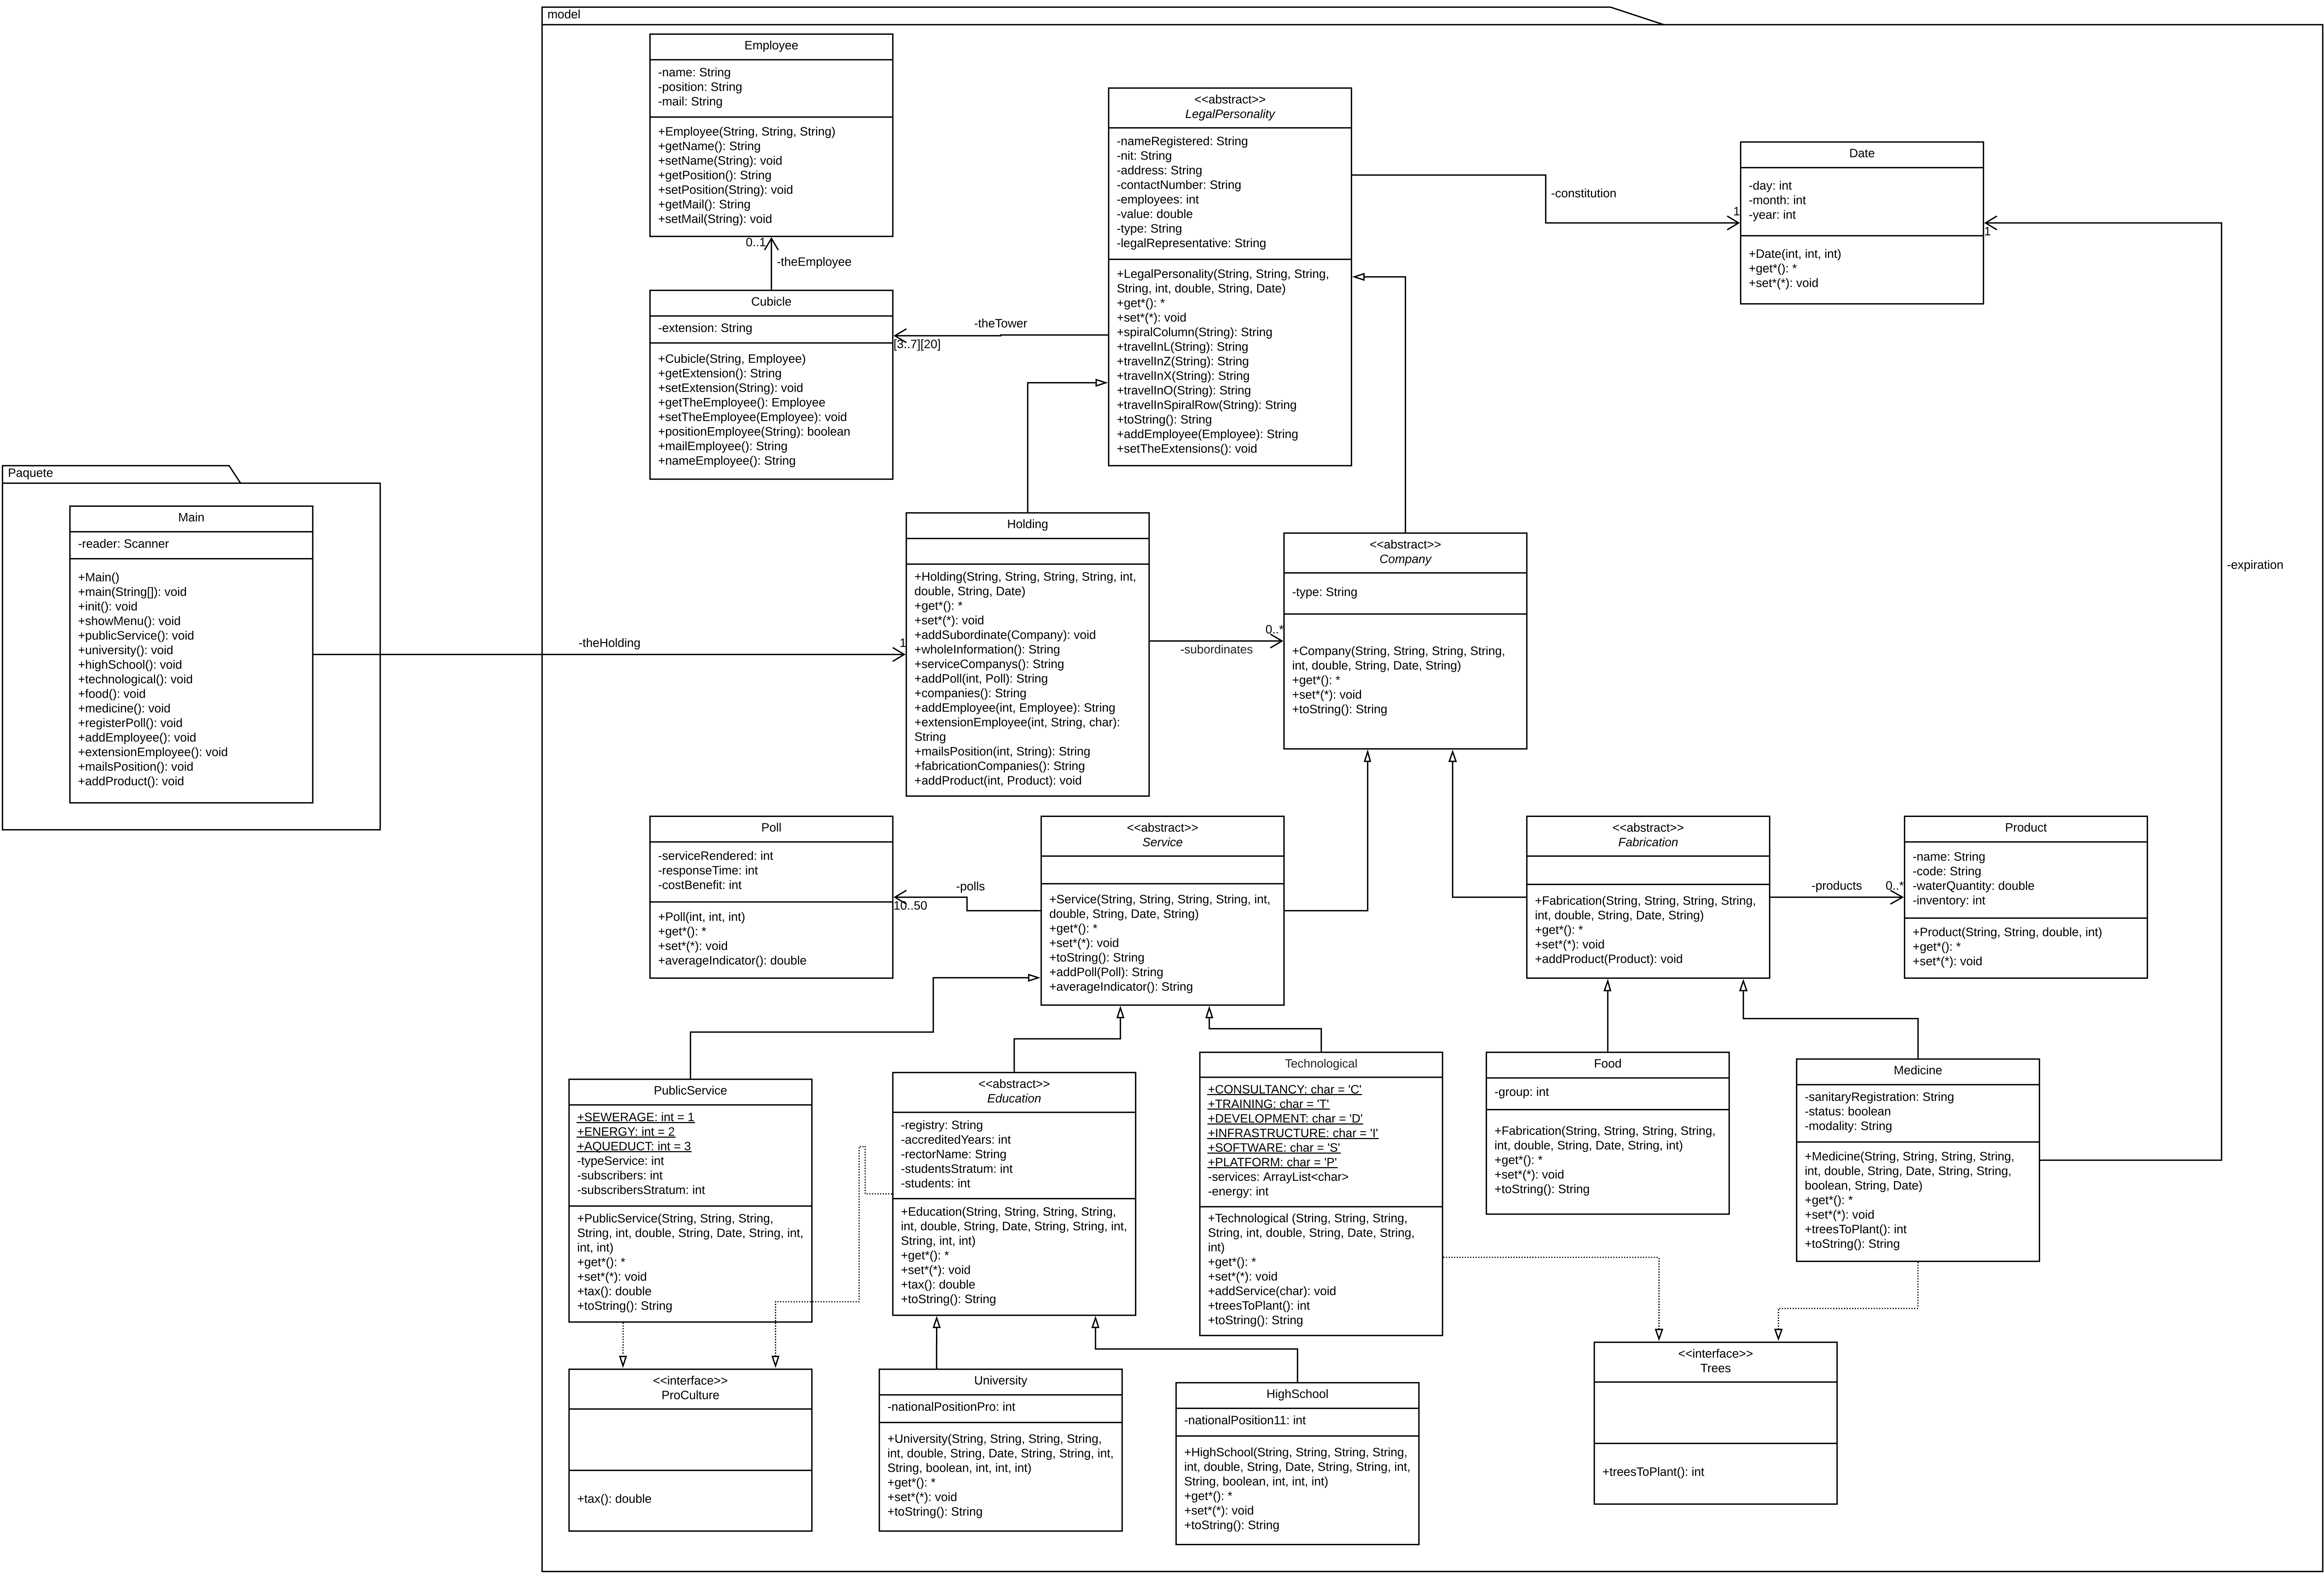 model
Employee
-name: String
-position: String
-mail: String
+Employee(String, String, String)
+getName(): String
+setName(String): void
+getPosition(): String
+setPosition(String): void
+getMail(): String
+setMail(String): void
0..1
-theEmployee
Cubicle
-extension: String
+Cubicle(String, Employee)
+getExtension(): String
+setExtension(String): void
+getTheEmployee(): Employee
+setTheEmployee(Employee): void
+positionEmployee(String): boolean
+mailEmployee(): String
+nameEmployee(): String
-theTower
[3..7][20]
<<abstract>>
LegalPersonality
-nameRegistered: String
-nit: String
-address: String
-contactNumber: String
-employees: int
-value: double
-type: String
-legalRepresentative: String
+LegalPersonality(String, String, String,
String, int, double, String, Date)
+get*(): *
+set*(*): void
+spiralColumn(String): String
+travelInL(String): String
+travelInZ(String): String
+travelInX(String): String
+travelInO(String): String
+travelInSpiralRow(String): String
+toString(): String
+addEmployee(Employee): String
+setTheExtensions(): void
-constitution
1
Date
-day: int
-month: int
-year: int
+Date(int, int, int)
+get*(): *
+set*(*): void
1
-expiration
Paquete
Main
-reader: Scanner
+Main()
+main(String[]): void
+init(): void
+showMenu(): void
+publicService(): void
+university(): void
+highSchool(): void
+technological(): void
+food(): void
+medicine(): void
+registerPoll(): void
+addEmployee(): void
+extensionEmployee(): void
+mailsPosition(): void
+addProduct(): void
-theHolding
1
Holding
+Holding(String, String, String, String, int,
double, String, Date)
+get*(): *
+set*(*): void
+addSubordinate(Company): void
+wholeInformation(): String
+serviceCompanys(): String
+addPoll(int, Poll): String
+companies(): String
+addEmployee(int, Employee): String
+extensionEmployee(int, String, char):
String
+mailsPosition(int, String): String
+fabricationCompanies(): String
+addProduct(int, Product): void
0..*
-subordinates
<<abstract>>
Company
-type: String
+Company(String, String, String, String,
int, double, String, Date, String)
+get*(): *
+set*(*): void
+toString(): String
Poll
-serviceRendered: int
-responseTime: int
-costBenefit: int
+Poll(int, int, int)
+get*(): *
+set*(*): void
+averageIndicator(): double
-polls
10..50
<<abstract>>
Service
+Service(String, String, String, String, int,
double, String, Date, String)
+get*(): *
+set*(*): void
+toString(): String
+addPoll(Poll): String
+averageIndicator(): String
<<abstract>>
Fabrication
+Fabrication(String, String, String, String,
int, double, String, Date, String)
+get*(): *
+set*(*): void
+addProduct(Product): void
-products
0..*
Product
-name: String
-code: String
-waterQuantity: double
-inventory: int
+Product(String, String, double, int)
+get*(): *
+set*(*): void
PublicService
+SEWERAGE: int = 1
+ENERGY: int = 2
+AQUEDUCT: int = 3
-typeService: int
-subscribers: int
-subscribersStratum: int
+PublicService(String, String, String,
String, int, double, String, Date, String, int,
int, int)
+get*(): *
+set*(*): void
+tax(): double
+toString(): String
<<abstract>>
Education
-registry: String
-accreditedYears: int
-rectorName: String
-studentsStratum: int
-students: int
+Education(String, String, String, String,
int, double, String, Date, String, String, int,
String, int, int)
+get*(): *
+set*(*): void
+tax(): double
+toString(): String
Technological
+CONSULTANCY: char = 'C'
+TRAINING: char = 'T'
+DEVELOPMENT: char = 'D'
+INFRASTRUCTURE: char = 'I'
+SOFTWARE: char = 'S'
+PLATFORM: char = 'P'
-services: ArrayList<char>
-energy: int
+Technological (String, String, String,
String, int, double, String, Date, String,
int)
+get*(): *
+set*(*): void
+addService(char): void
+treesToPlant(): int
+toString(): String
Food
-group: int
+Fabrication(String, String, String, String,
int, double, String, Date, String, int)
+get*(): *
+set*(*): void
+toString(): String
Medicine
-sanitaryRegistration: String
-status: boolean
-modality: String
+Medicine(String, String, String, String,
int, double, String, Date, String, String,
boolean, String, Date)
+get*(): *
+set*(*): void
+treesToPlant(): int
+toString(): String
<<interface>>
ProCulture
+tax(): double
University
-nationalPositionPro: int
+University(String, String, String, String,
int, double, String, Date, String, String, int,
String, boolean, int, int, int)
+get*(): *
+set*(*): void
+toString(): String
HighSchool
-nationalPosition11: int
+HighSchool(String, String, String, String,
int, double, String, Date, String, String, int,
String, boolean, int, int, int)
+get*(): *
+set*(*): void
+toString(): String
<<interface>>
Trees
+treesToPlant(): int